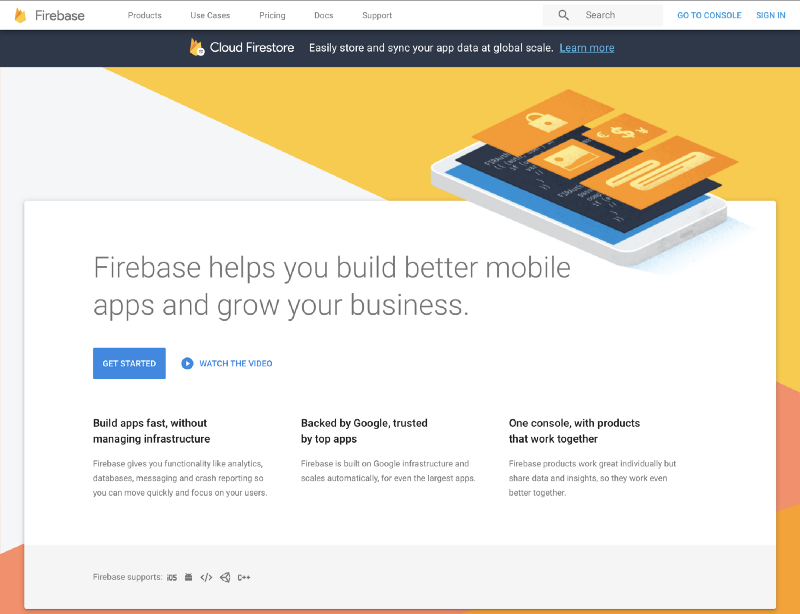 Firebase Products Use Cases Pricing Docs Support Search GO TO CONSOLE SIGN IN
Cloud Firestore Easily store and sync your app data at global scale. Learn more
Firebase helps you build better mobile
apps and grow your business.
GET STARTED WATCH THE VIDEO
Build apps fast, without
managing infrastructure
Firebase gives you functionality like analytics,
databases, messaging and crash reporting so
you can move quickly and focus on your users.
Backed by Google, trusted
by top apps
Firebase is built on Google infrastructure and
scales automatically, for even the largest apps.
One console, with products
that work together
Firebase products work great individually but
share data and insights, so they work even
better together.
Firebase supports: iOS </> C++